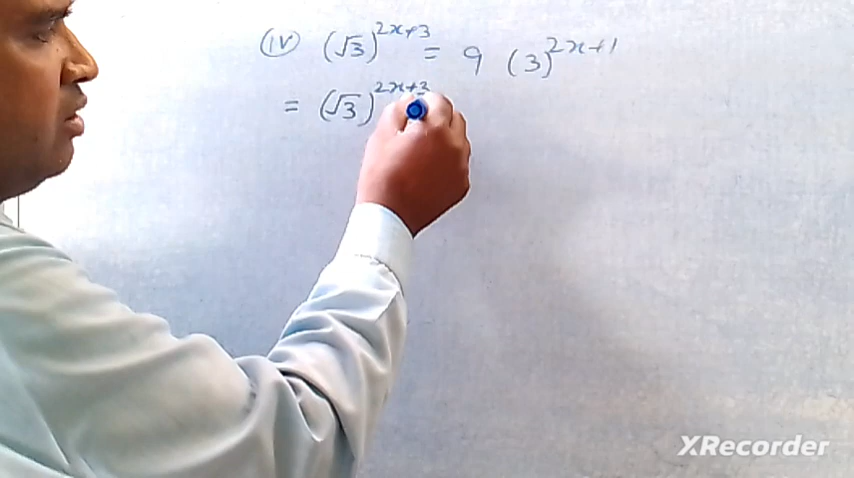 (iv) (√3)^{2x+3} = 9 (3)^{2x+1}
= (√3)^{2x+3}
XRecorder